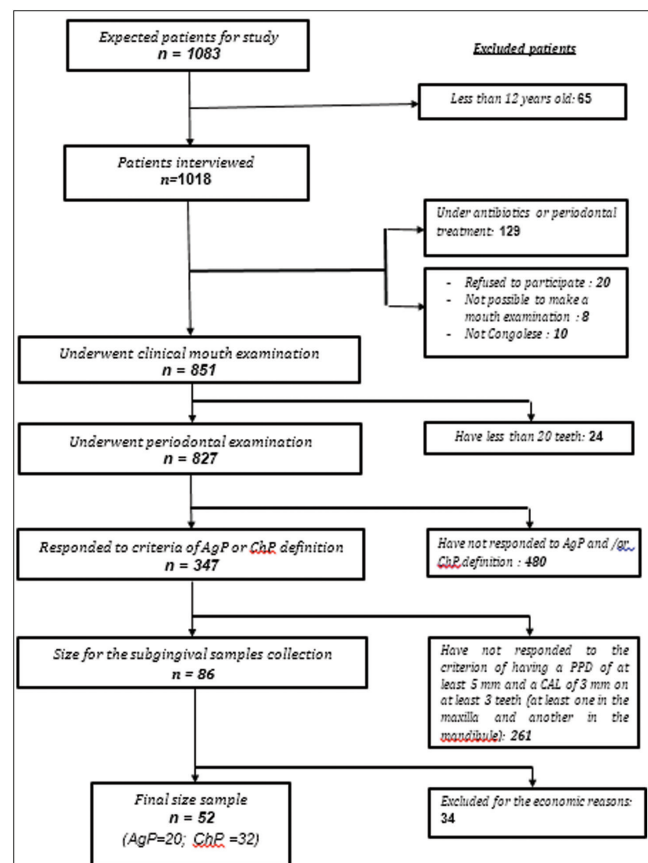 Expected patients for study
n = 1083
Excluded patients
Less than 12 years old: 65
Patients interviewed
n=1018
Under antibiotics or periodontal
treatment: 129
- Refused to participate : 20
- Not possible to make a
mouth examination : 8
- Not Congolese : 10
Underwent clinical mouth examination
n = 851
Have less than 20 teeth: 24
Underwent periodontal examination
n = 827
Responded to criteria of AgP or ChP definition
n = 347
Have not responded to AgP and /or
ChP definition : 480
Size for the subgingival samples collection
n = 86
Have not responded to the
criterion of having a PPD of at
least 5 mm and a CAL of 3 mm on
at least 3 teeth (at least one in the
maxilla and another in the
mandibule): 261
Final size sample
n = 52
(AgP=20; ChP =32)
Excluded for the economic reasons:
34